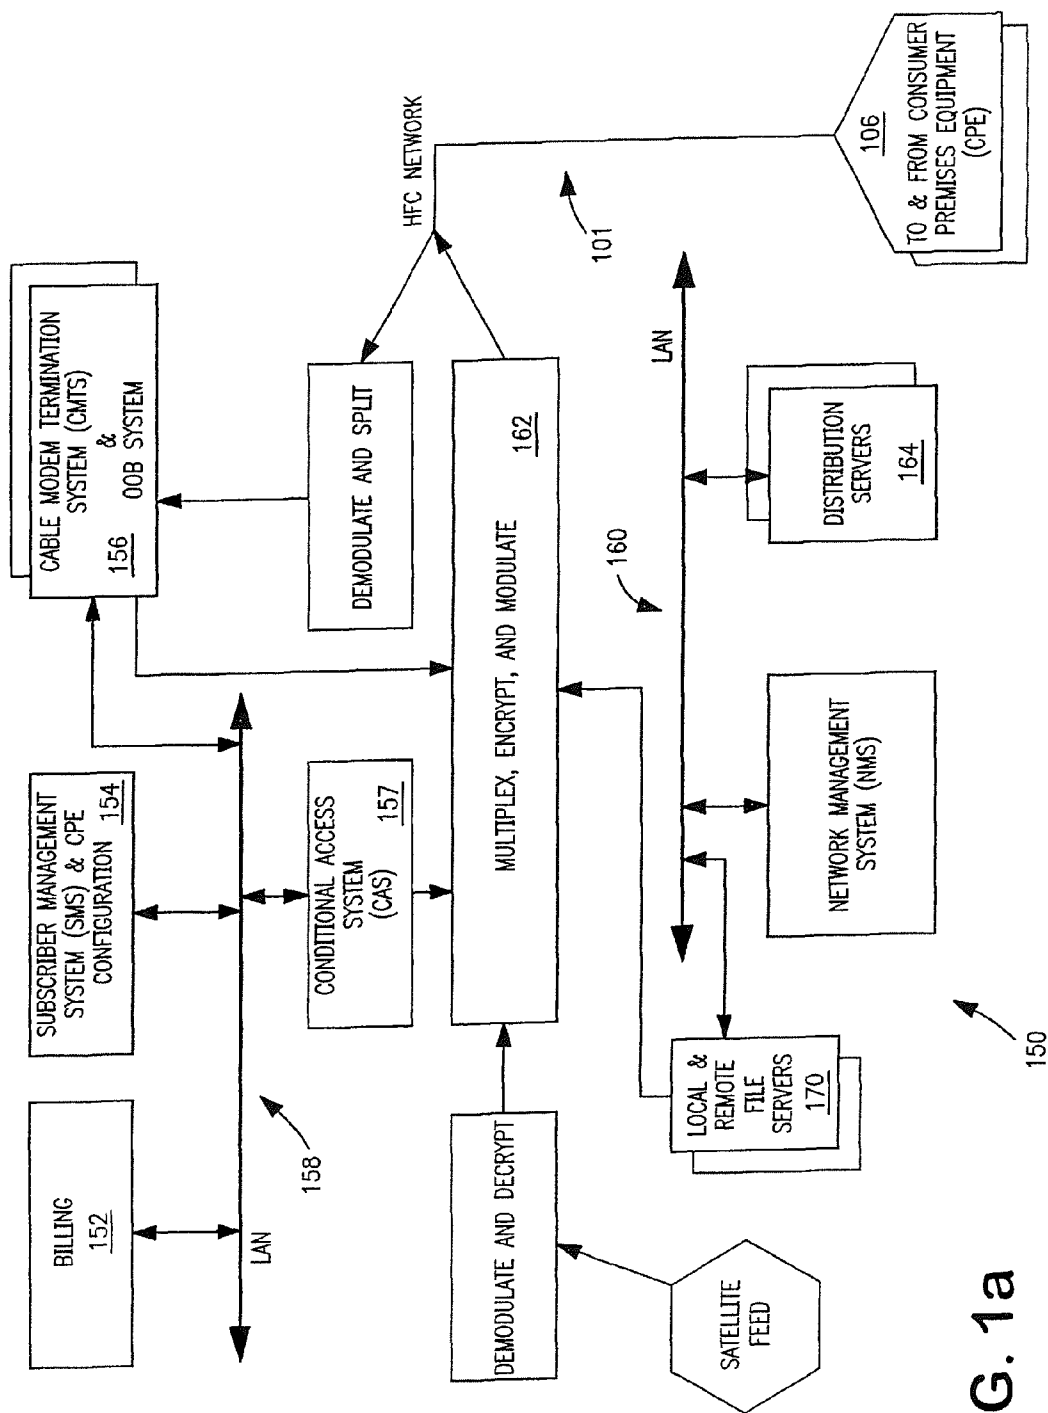 BILLING
152
SUBSCRIBER MANAGEMENT
SYSTEM (SMS) & CPE
CONFIGURATION 154
CABLE MODEM TERMINATION
SYSTEM (CMTS)
&
156 OOB SYSTEM
LAN
158
CONDITIONAL ACCESS
SYSTEM 157
(CAS)
DEMODULATE AND SPLIT
HFC NETWORK
DEMODULATE AND DECRYPT
MULTIPLEX, ENCRYPT, AND MODULATE
162
SATELLITE
FEED
101
LOCAL &
REMOTE
FILE
SERVERS
170
160
LAN
NETWORK MANAGEMENT
SYSTEM (NMS)
DISTRIBUTION
SERVERS
164
106
TO & FROM CONSUMER
PREMISES EQUIPMENT
(CPE)
150
G. 1a